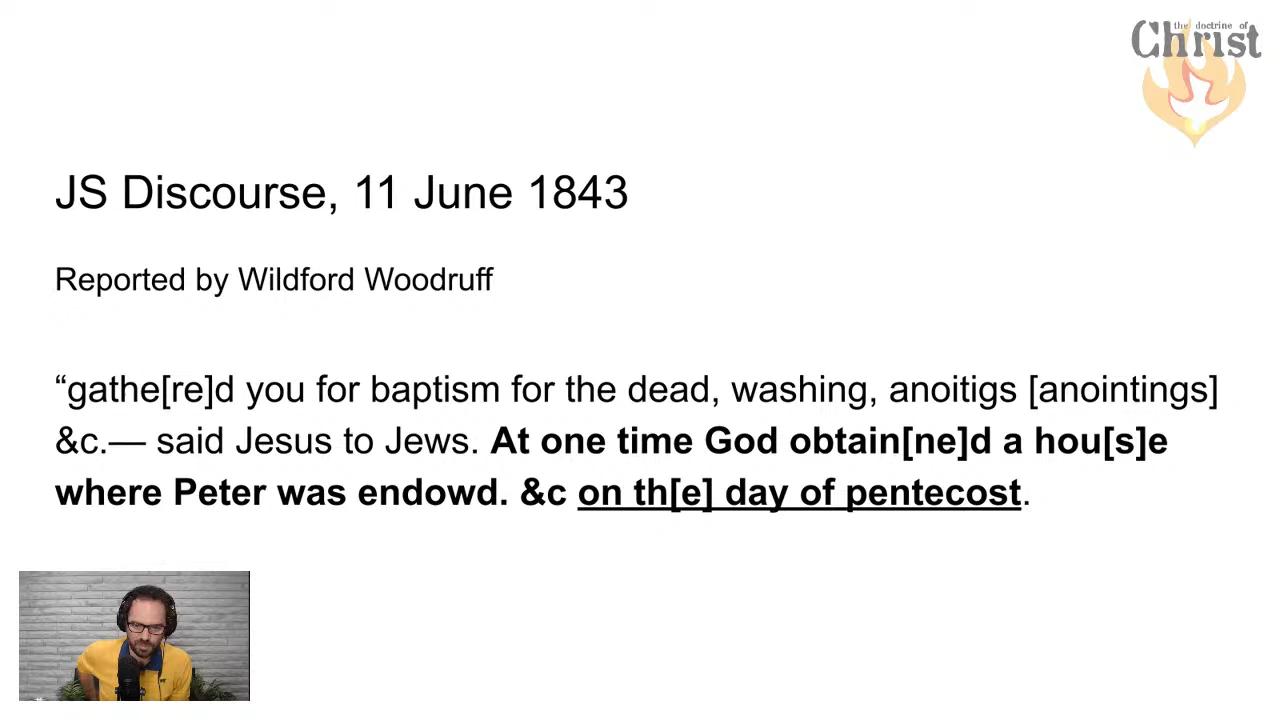 the doctrine of
Christ
JS Discourse, 11 June 1843
Reported by Wildford Woodruff
“gathe[re]d you for baptism for the dead, washing, anoitigs [anointings]
&c.— said Jesus to Jews. At one time God obtain[ne]d a hou[s]e
where Peter was endowd. &c on th[e] day of pentecost.